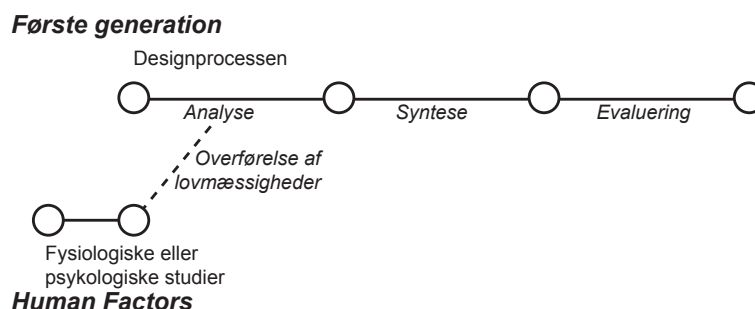 Første generation
Designprocessen
Analyse
Syntese
Evaluering
Overførelse af
lovmæssigheder
Fysiologiske eller
psykologiske studier
Human Factors